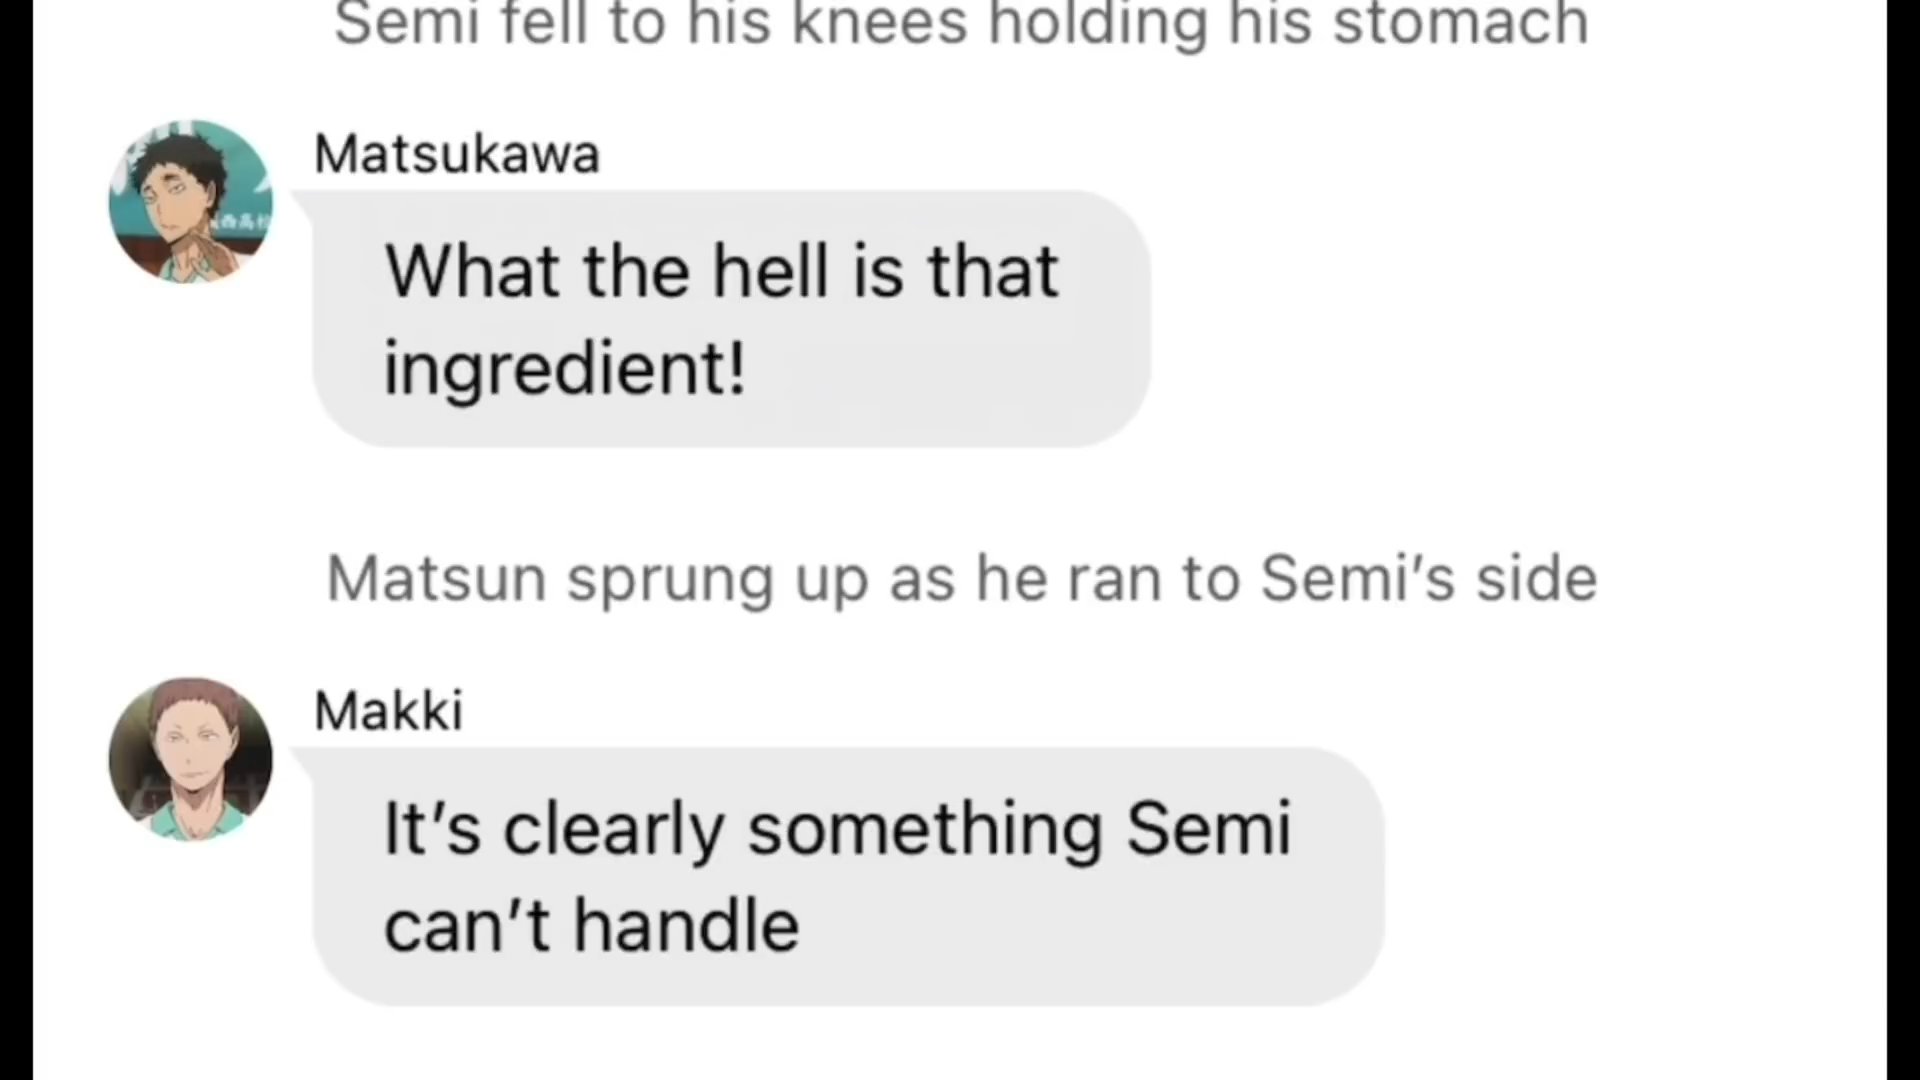 Semi fell to his knees holding his stomach
Matsukawa
What the hell is that
ingredient!
Matsun sprung up as he ran to Semi’s side
Makki
It’s clearly something Semi
can’t handle